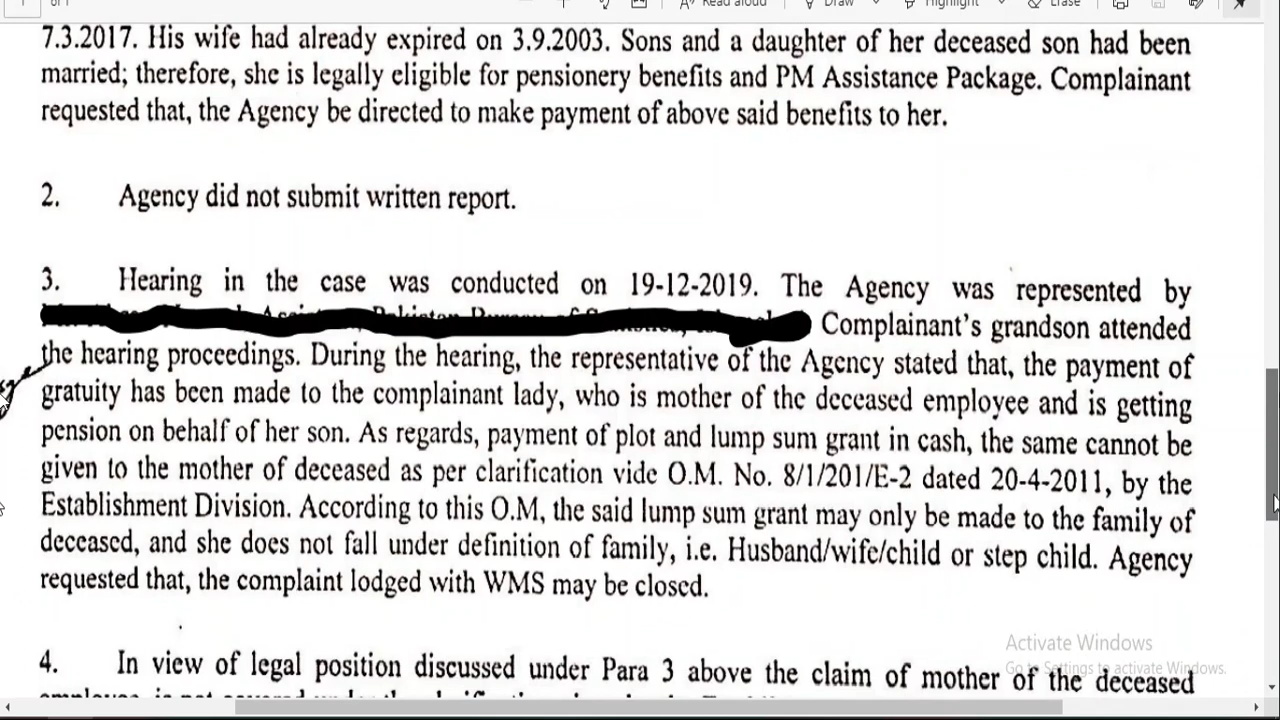 Read aloud
Draw
Highlight
Erase
7.3.2017. His wife had already expired on 3.9.2003. Sons and a daughter of her deceased son had been
married; therefore, she is legally eligible for pensionery benefits and PM Assistance Package. Complainant
requested that, the Agency be directed to make payment of above said benefits to her.
2. Agency did not submit written report.
3. Hearing in the case was conducted on 19-12-2019. The Agency was represented by
Complainant's grandson attended
the hearing proceedings. During the hearing, the representative of the Agency stated that, the payment of
gratuity has been made to the complainant lady, who is mother of the deceased employee and is getting
pension on behalf of her son. As regards, payment of plot and lump sum grant in cash, the same cannot be
given to the mother of deceased as per clarification vide O.M. No. 8/1/201/E-2 dated 20-4-2011, by the
Establishment Division. According to this O.M, the said lump sum grant may only be made to the family of
deceased, and she does not fall under definition of family, i.e. Husband/wife/child or step child. Agency
requested that, the complaint lodged with WMS may be closed.
4. In view of legal position discussed under Para 3 above the claim of mother of the deceased
Activate Windows
Go to Settings to activate Windows.